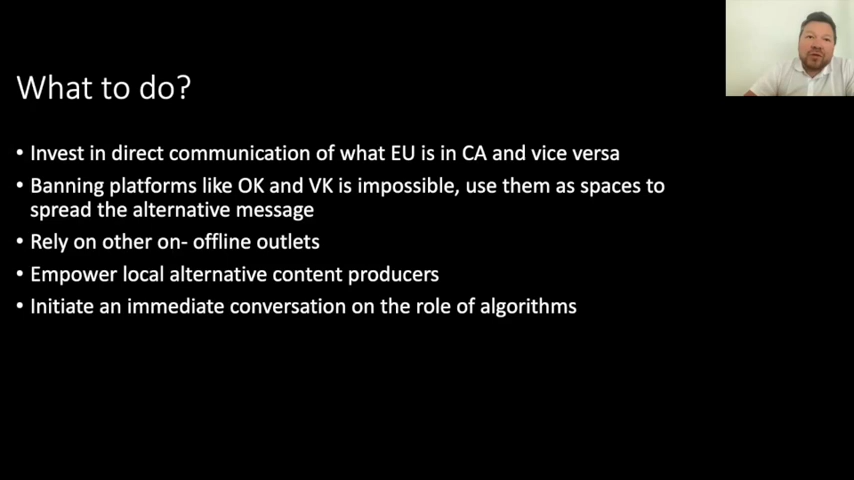 What to do?
• Invest in direct communication of what EU is in CA and vice versa
• Banning platforms like OK and VK is impossible, use them as spaces to
spread the alternative message
• Rely on other on- offline outlets
• Empower local alternative content producers
• Initiate an immediate conversation on the role of algorithms